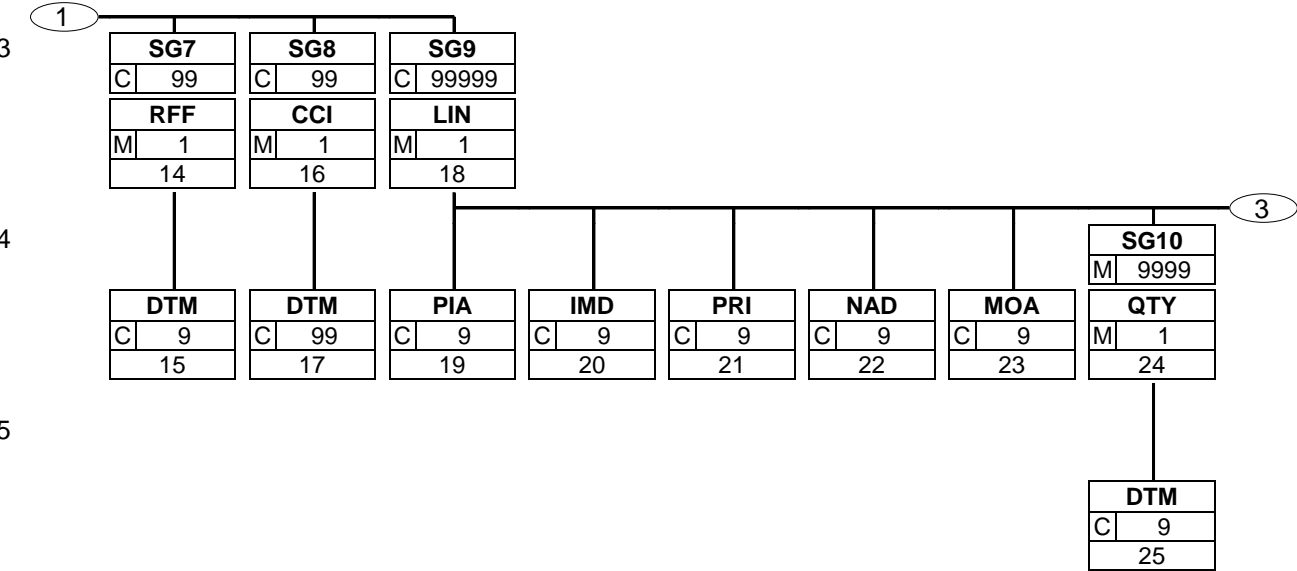 1
3
SG7 SG8 SG9
C 99 C 99 C 99999
RFF CCI LIN
M 1 M 1 M 1
14 16 18
3
4
SG10
M 9999
DTM DTM PIA IMD PRI NAD MOA QTY
C 9 C 99 C 9 C 9 C 9 C 9 C 9 M 1
15 17 19 20 21 22 23 24
5
DTM
C 9
25